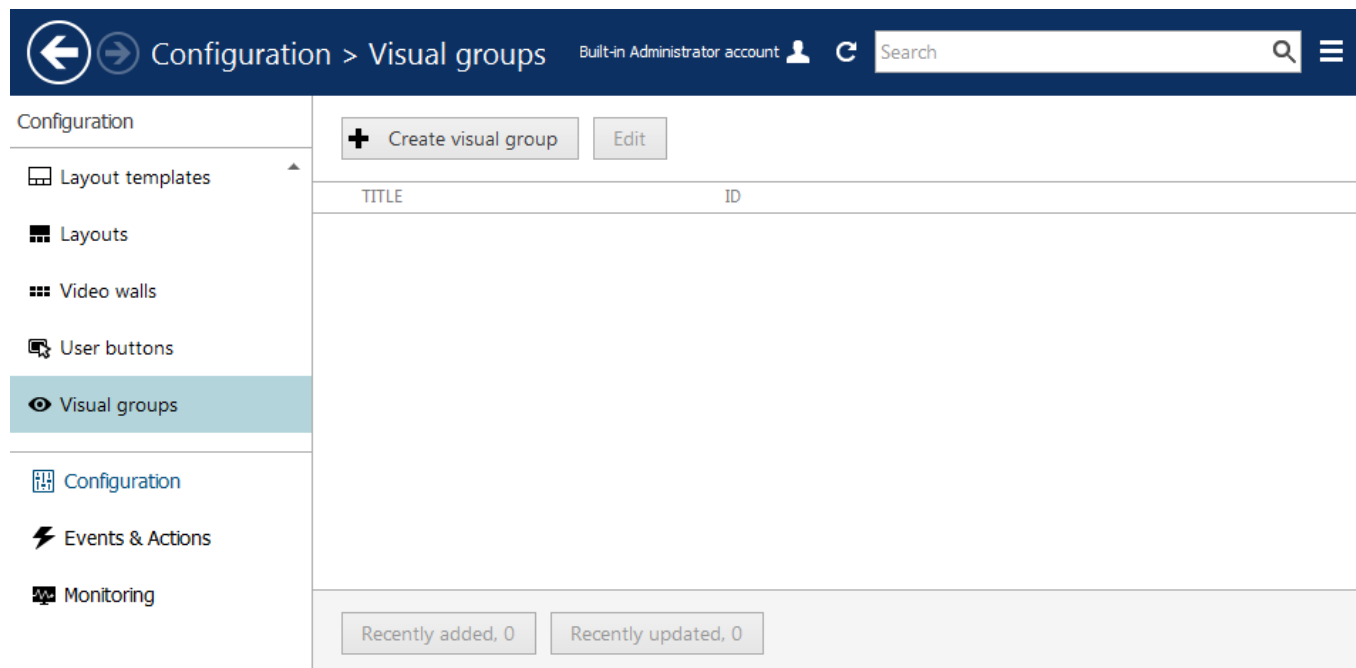 Configuration > Visual groups
Built-in Administrator account
Search
Configuration
Layout templates
Layouts
Video walls
User buttons
Visual groups
Configuration
Events & Actions
Monitoring
Create visual group
Edit
TITLE ID
Recently added, 0
Recently updated, 0